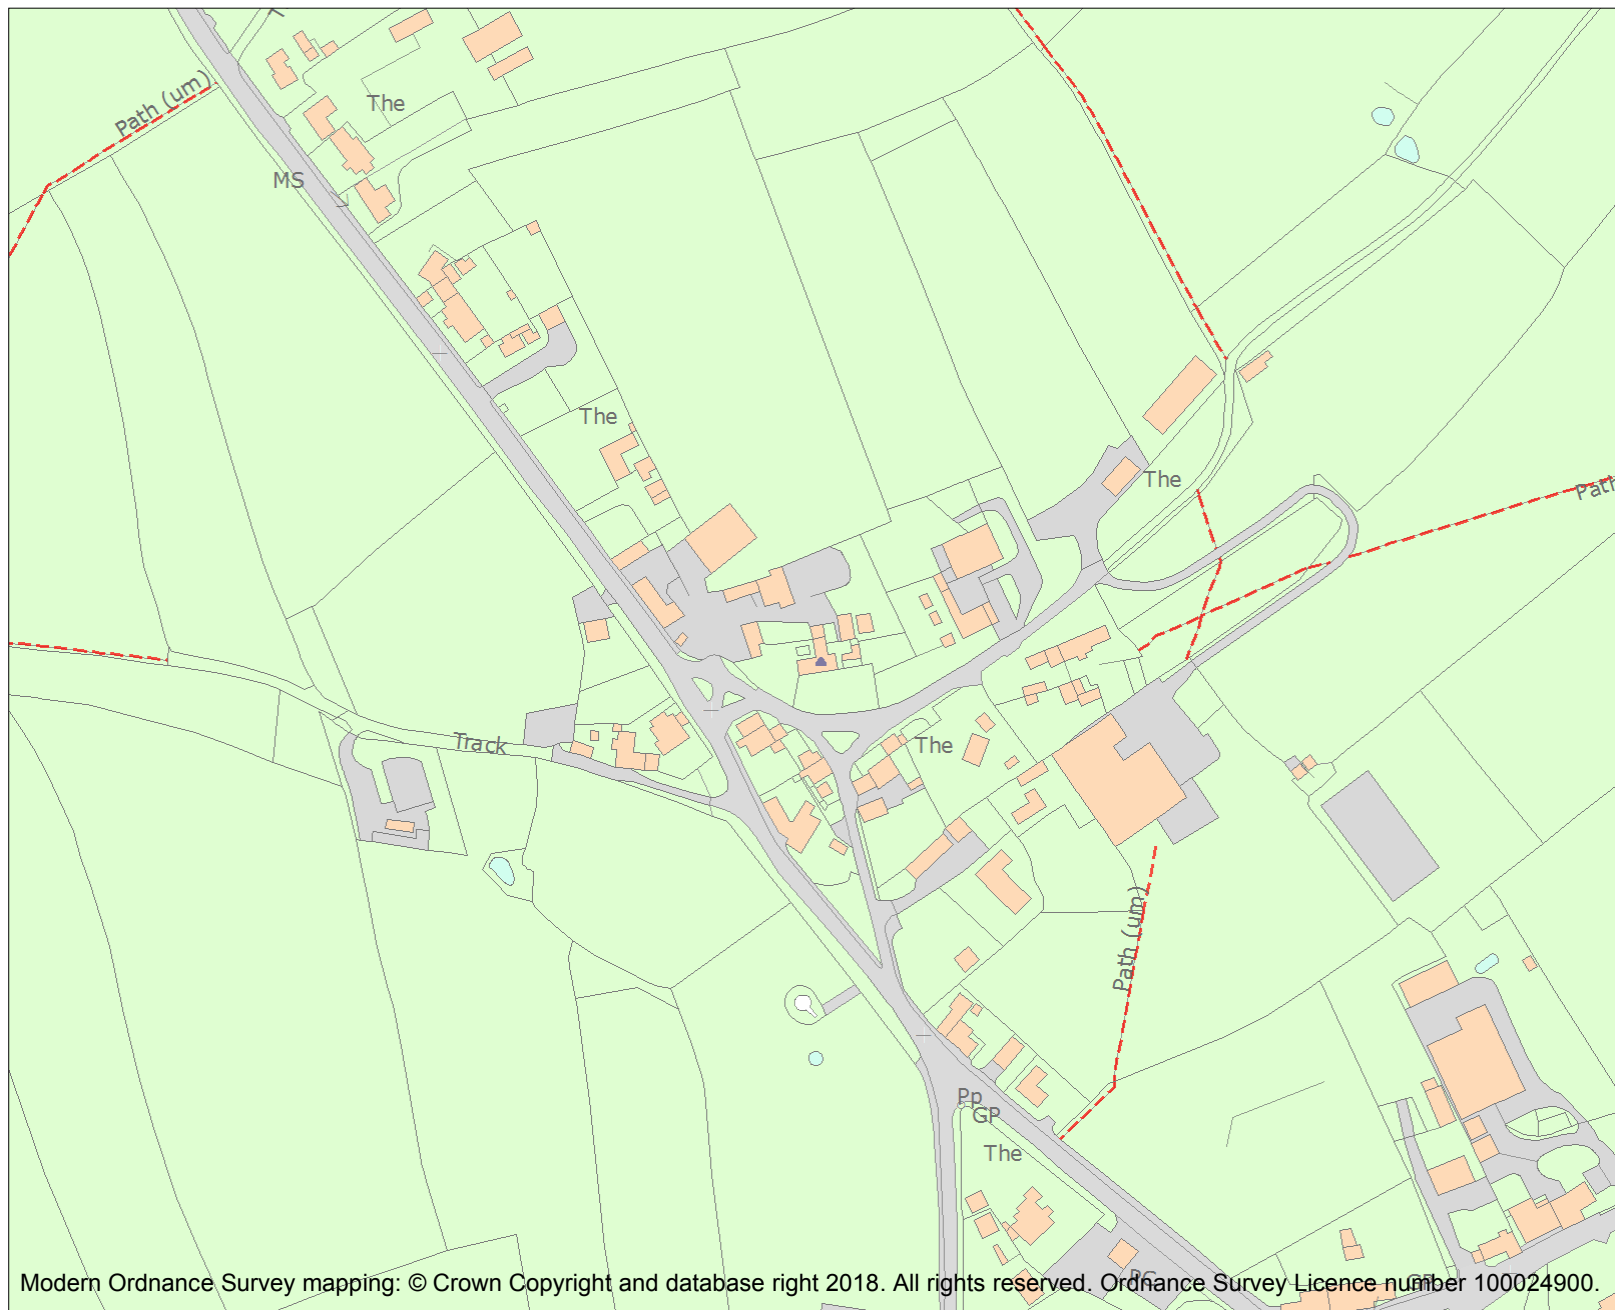 The
Path (um)
MS
The
The
Path
Track
The
Path (um)
Pp
GP
The
Modern Ordnance Survey mapping: © Crown Copyright and database right 2018. All rights reserved. Ordnance Survey Licence number 100024900.